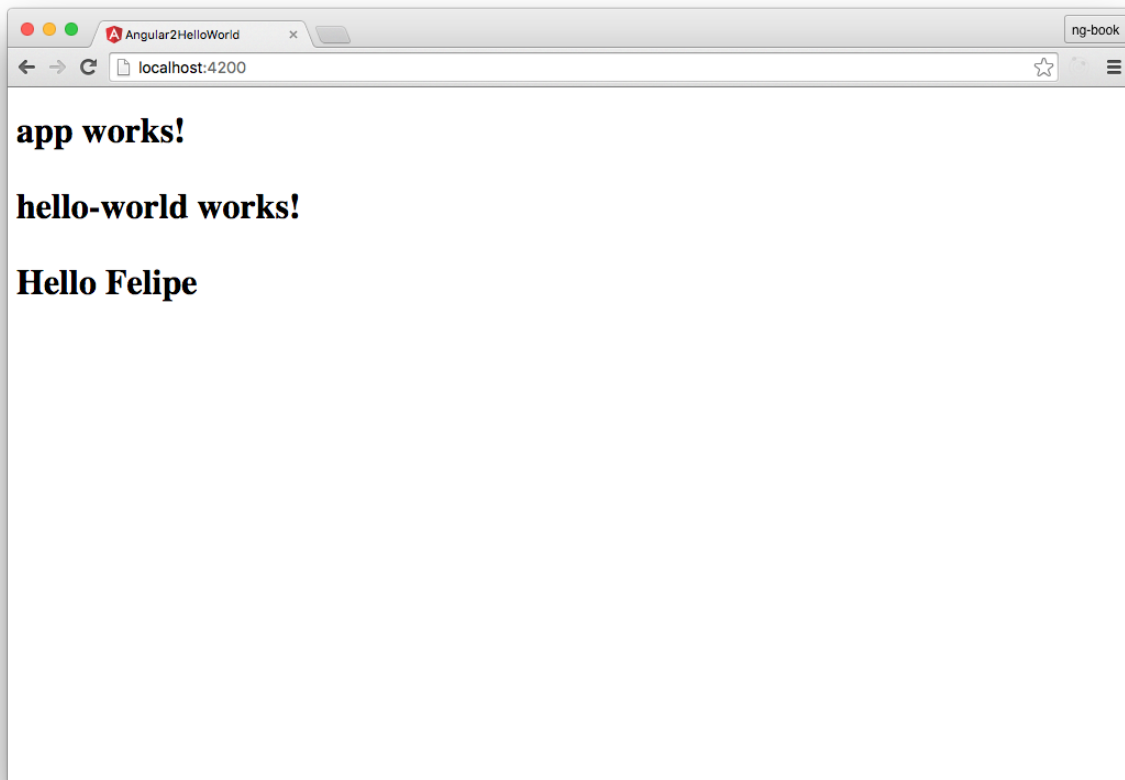 Angular2HelloWorld
ng-book
localhost:4200
app works!
hello-world works!
Hello Felipe